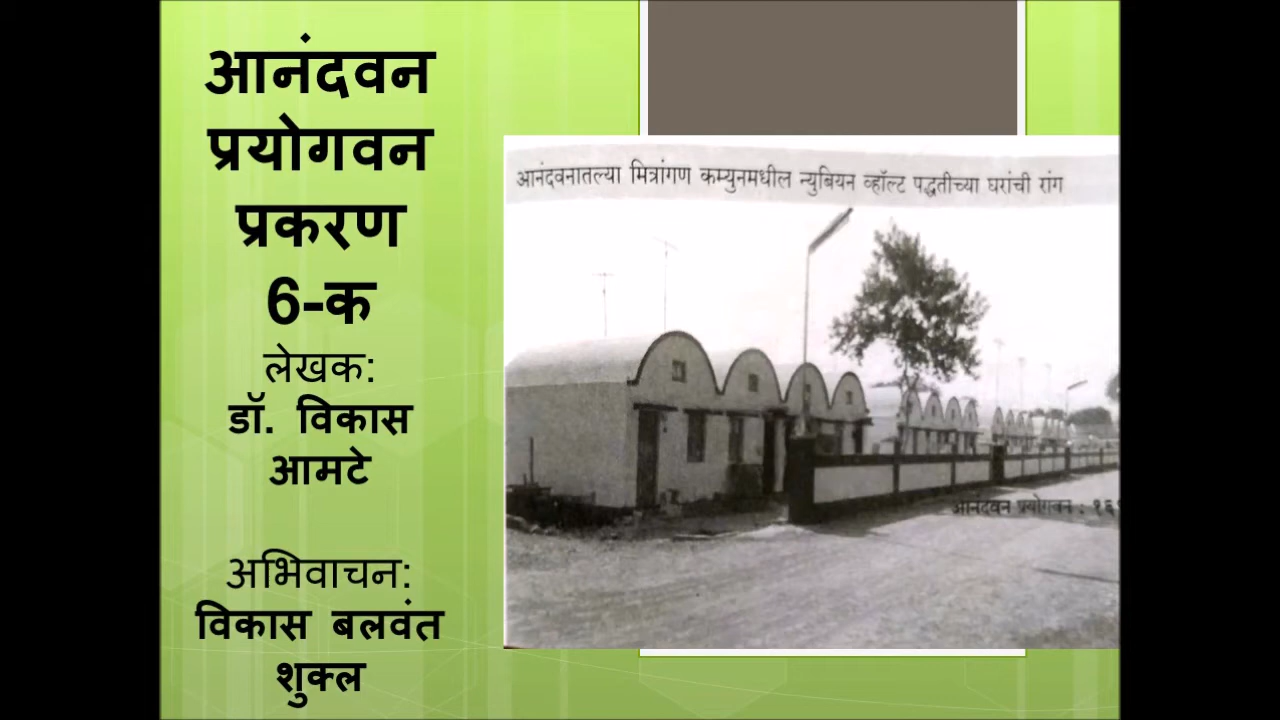 आनंदवन
प्रयोगवन
प्रकरण
6-क
लेखक:
डॉ. विकास
आमटे
अभिवाचन:
विकास बलवंत
शुक्ल
आनंदवनातल्या मित्रांगण कम्युनमधील न्युबियन व्हॉल्ट पद्धतीच्या घरांची रांग
आनंदवन प्रयोगवन :